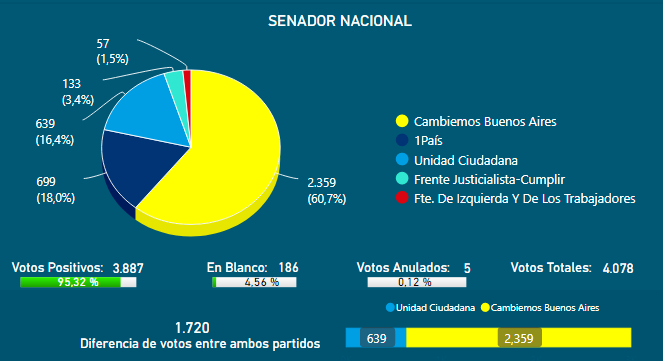 SENADOR NACIONAL
57
(1,5%)
133
(3,4%)
639
(16,4%)
699
(18,0%)
2.359
(60,7%)
Cambiemos Buenos Aires
1País
Unidad Ciudadana
Frente Justicialista-Cumplir
Fte. De Izquierda Y De Los Trabajadores
Votos Positivos: 3.887
95,32 %
En Blanco: 186
4,56 %
Votos Anulados: 5
0,12 %
Votos Totales: 4.078
1.720
Diferencia de votos entre ambos partidos
Unidad Ciudadana Cambiemos Buenos Aires
639 2,359